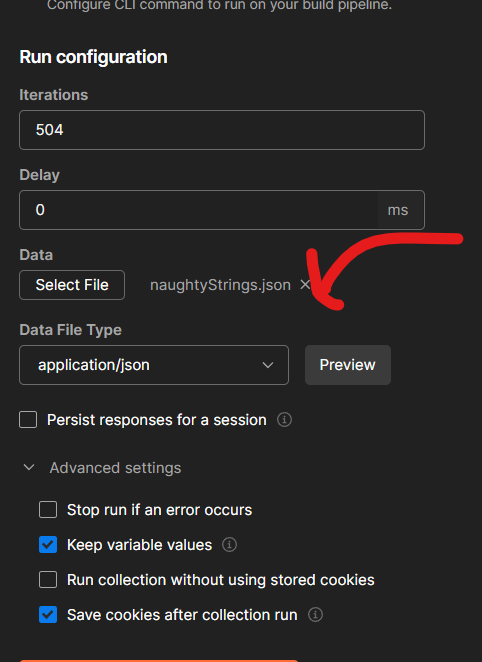 Configure CLI command to run on your build pipeline.
Run configuration
Iterations
504
Delay
0 ms
Data
Select File naughtyStrings.json ×
Data File Type
application/json Preview
Persist responses for a session
Advanced settings
Stop run if an error occurs
Keep variable values
Run collection without using stored cookies
Save cookies after collection run